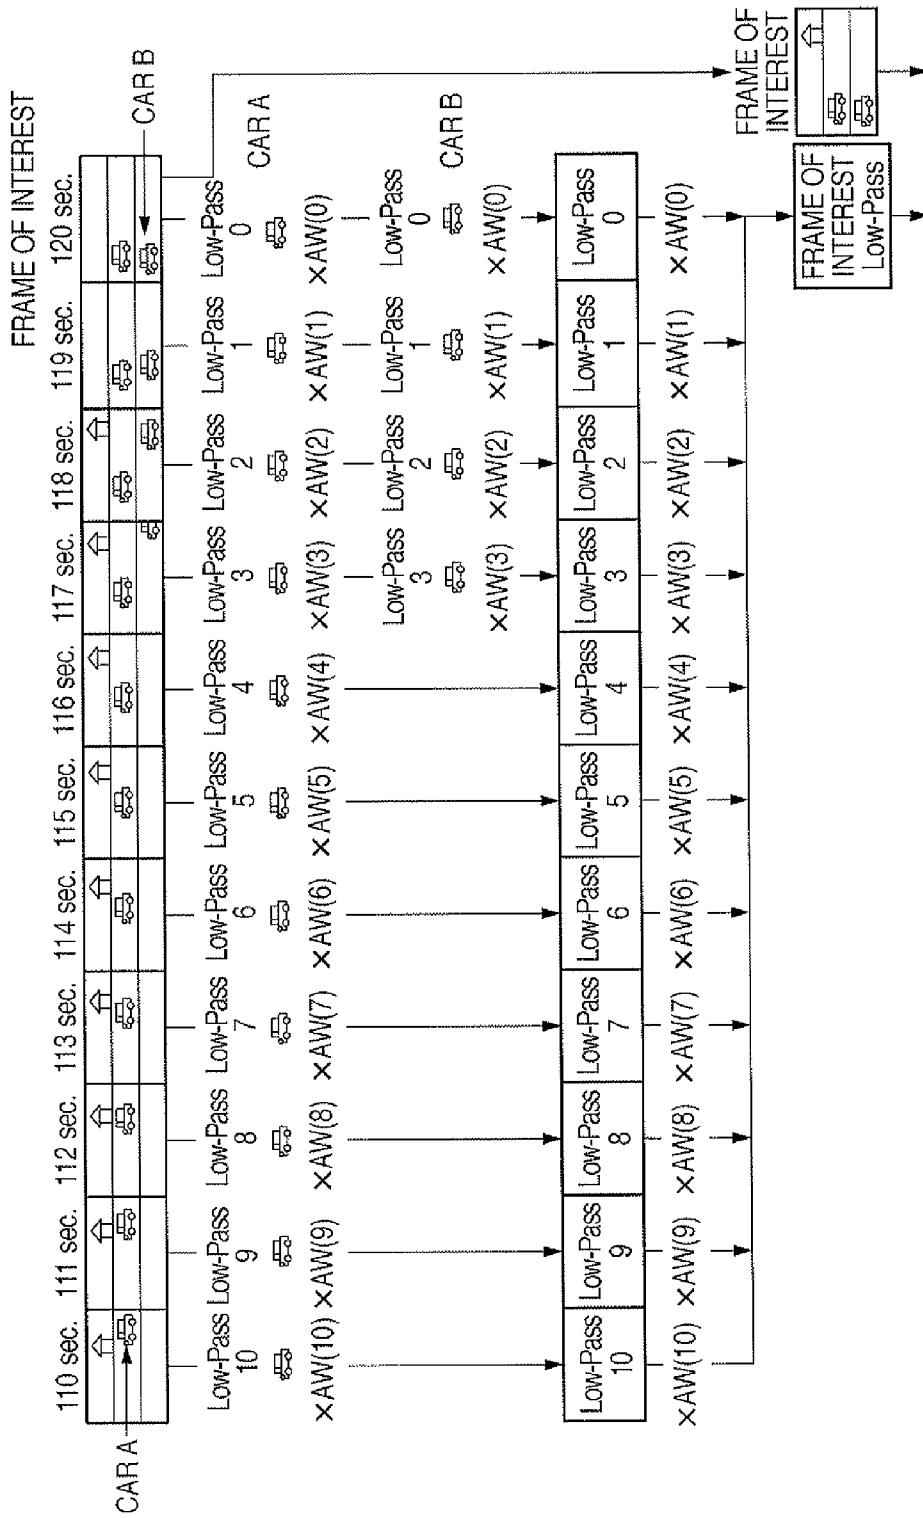 FRAME OF INTEREST
110 sec. 111 sec. 112 sec. 113 sec. 114 sec. 115 sec. 116 sec. 117 sec. 118 sec. 119 sec. 120 sec.
CAR A
CAR B
Low-Pass Low-Pass Low-Pass Low-Pass Low-Pass Low-Pass Low-Pass Low-Pass Low-Pass Low-Pass Low-Pass
10 9 8 7 6 5 4 3 2 1 0
CAR A
×AW(10) ×AW(9) ×AW(8) ×AW(7) ×AW(6) ×AW(5) ×AW(4) ×AW(3) ×AW(2) ×AW(1) ×AW(0)
Low-Pass Low-Pass Low-Pass Low-Pass
3 2 1 0
CAR B
×AW(3) ×AW(2) ×AW(1) ×AW(0)
Low-Pass Low-Pass Low-Pass Low-Pass Low-Pass Low-Pass Low-Pass Low-Pass Low-Pass Low-Pass Low-Pass
10 9 8 7 6 5 4 3 2 1 0
×AW(10) ×AW(9) ×AW(8) ×AW(7) ×AW(6) ×AW(5) ×AW(4) ×AW(3) ×AW(2) ×AW(1) ×AW(0)
FRAME OF
INTEREST
FRAME OF
INTEREST
Low-Pass